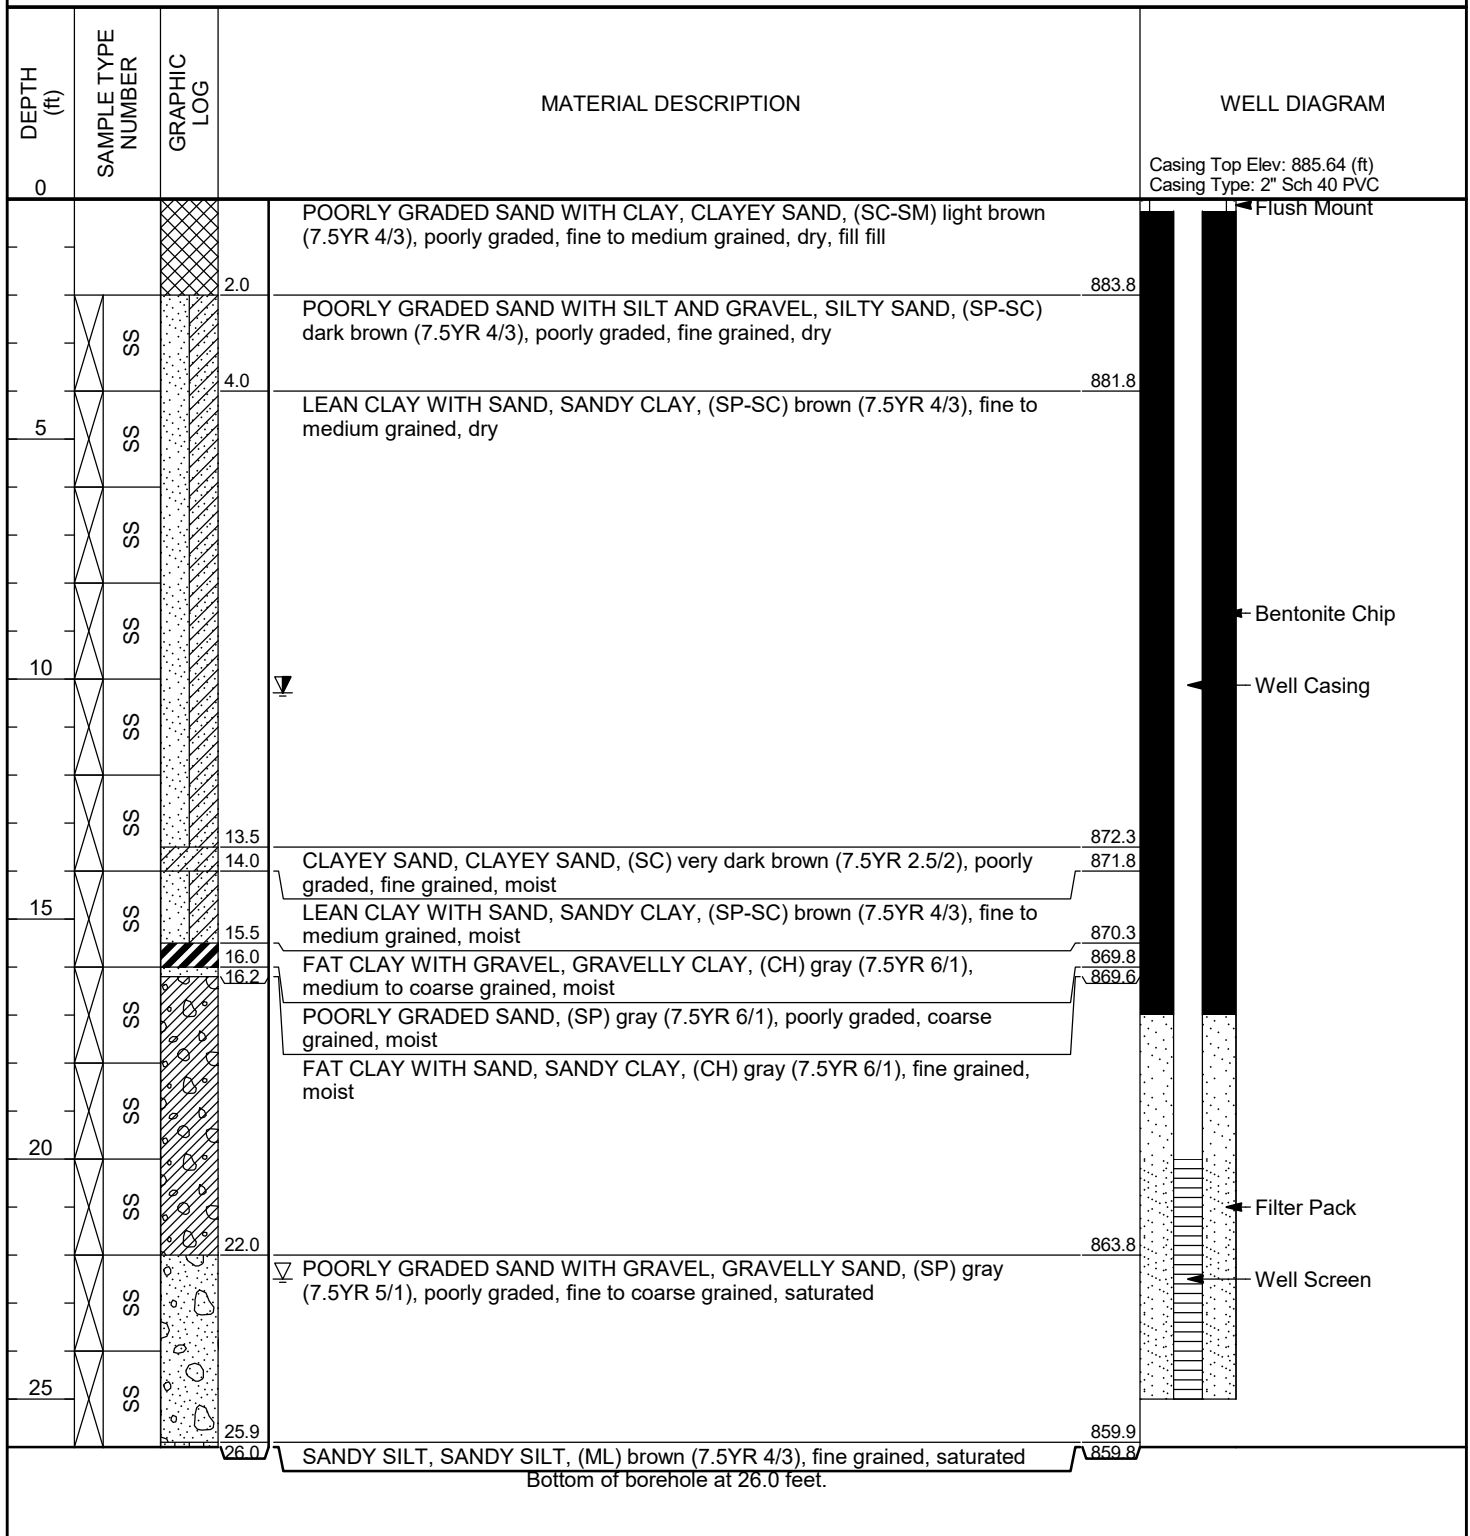 DEPTH
(ft)
SAMPLE TYPE
NUMBER
GRAPHIC
LOG
MATERIAL DESCRIPTION
WELL DIAGRAM
Casing Top Elev: 885.64 (ft)
Casing Type: 2" Sch 40 PVC
0
POORLY GRADED SAND WITH CLAY, CLAYEY SAND, (SC-SM) light brown
(7.5YR 4/3), poorly graded, fine to medium grained, dry, fill fill
Flush Mount
2.0
883.8
POORLY GRADED SAND WITH SILT AND GRAVEL, SILTY SAND, (SP-SC)
dark brown (7.5YR 4/3), poorly graded, fine grained, dry
SS
4.0
881.8
LEAN CLAY WITH SAND, SANDY CLAY, (SP-SC) brown (7.5YR 4/3), fine to
medium grained, dry
5
SS
SS
SS
Bentonite Chip
10
Well Casing
SS
SS
13.5
872.3
14.0
CLAYEY SAND, CLAYEY SAND, (SC) very dark brown (7.5YR 2.5/2), poorly
graded, fine grained, moist
871.8
15
SS
LEAN CLAY WITH SAND, SANDY CLAY, (SP-SC) brown (7.5YR 4/3), fine to
medium grained, moist
15.5
870.3
16.0
FAT CLAY WITH GRAVEL, GRAVELLY CLAY, (CH) gray (7.5YR 6/1),
medium to coarse grained, moist
869.8
16.2
869.6
SS
POORLY GRADED SAND, (SP) gray (7.5YR 6/1), poorly graded, coarse
grained, moist
FAT CLAY WITH SAND, SANDY CLAY, (CH) gray (7.5YR 6/1), fine grained,
moist
SS
20
SS
Filter Pack
22.0
863.8
POORLY GRADED SAND WITH GRAVEL, GRAVELLY SAND, (SP) gray
(7.5YR 5/1), poorly graded, fine to coarse grained, saturated
Well Screen
SS
25
SS
25.9
859.9
26.0
SANDY SILT, SANDY SILT, (ML) brown (7.5YR 4/3), fine grained, saturated
859.8
Bottom of borehole at 26.0 feet.